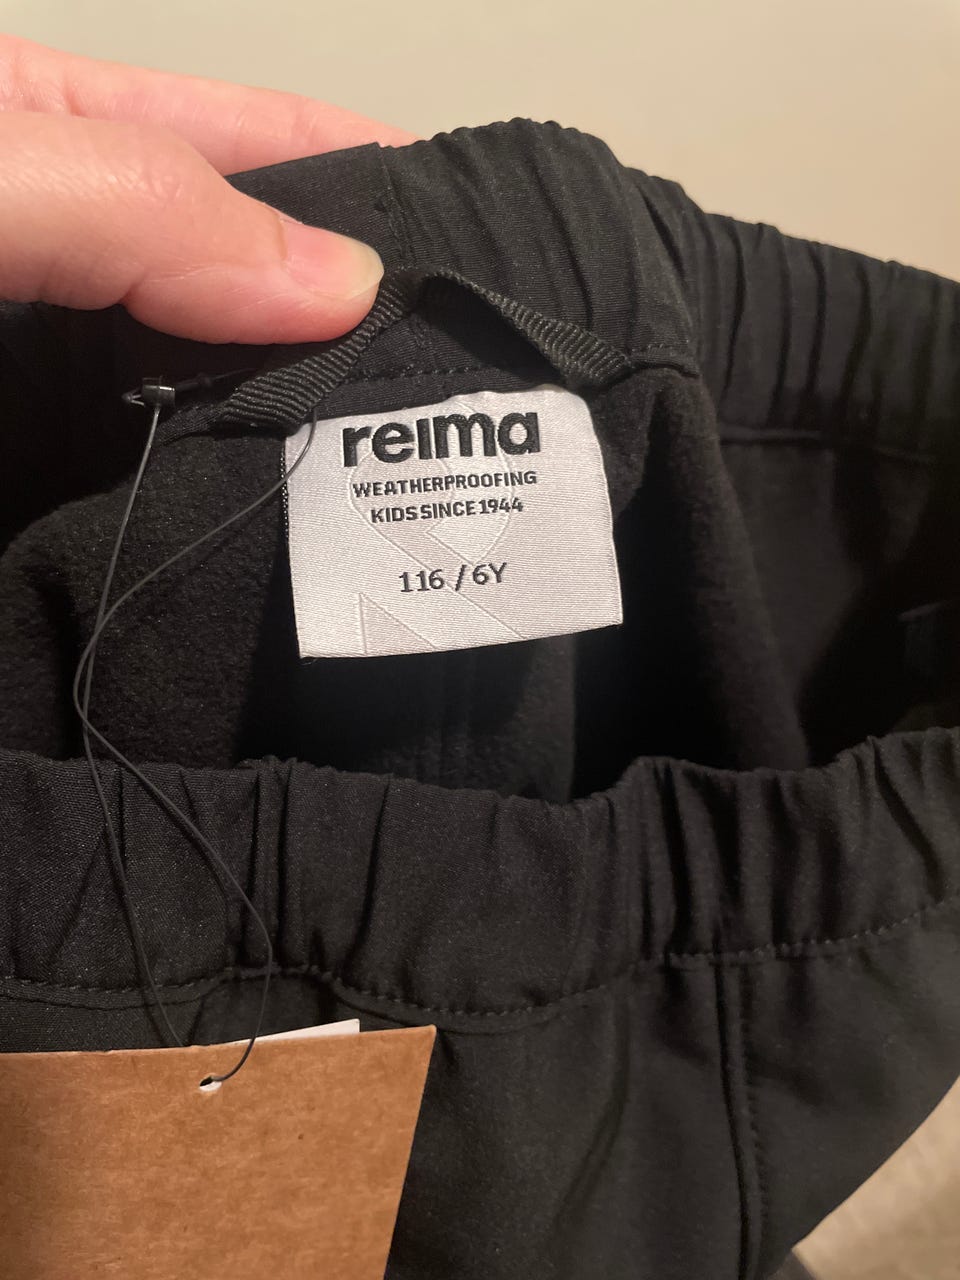 reima
WEATHERPROOFING
KIDS SINCE 1944
116 / 6Y